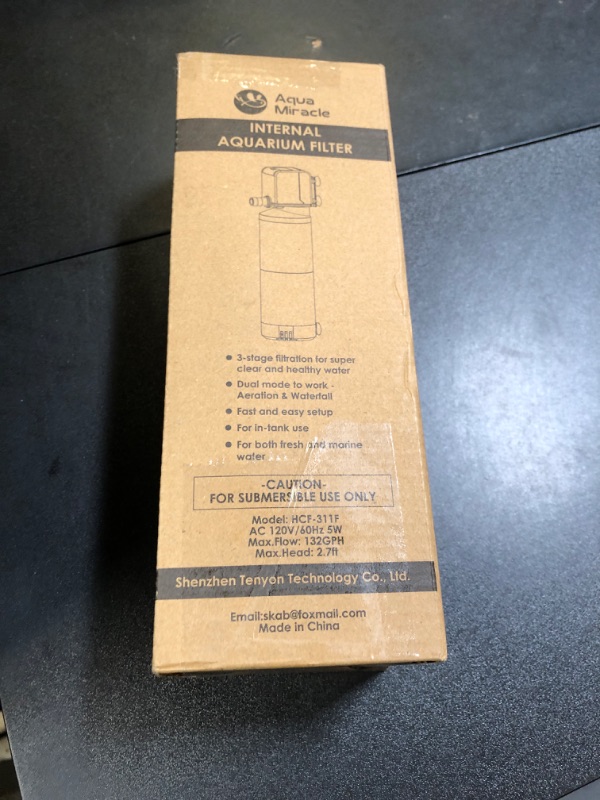 Aqua
Miracle
INTERNAL
AQUARIUM FILTER
3-stage filtration for super
clear and healthy water
Dual mode to work -
Aeration & Waterfall
Fast and easy setup
For in-tank use
For both fresh and marine
water
-CAUTION-
FOR SUBMERSIBLE USE ONLY
Model: HCF-311F
AC 120V/60Hz 5W
Max.Flow: 132GPH
Max.Head: 2.7ft
Shenzhen Tenyon Technology Co., Ltd.
Email:skab@foxmail.com
Made in China